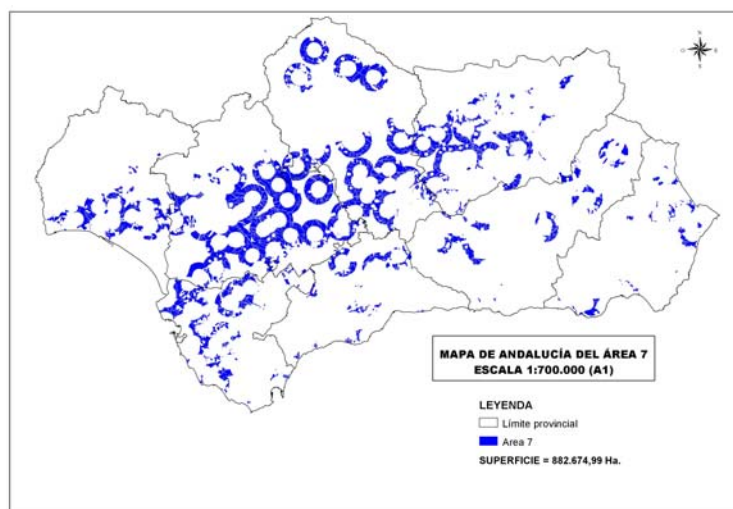 MAPA DE ANDALUCÍA DEL ÁREA 7
ESCALA 1:700.000 (A1)
LEYENDA
Límite provincial
Area 7
SUPERFICIE = 882.674,99 Ha.